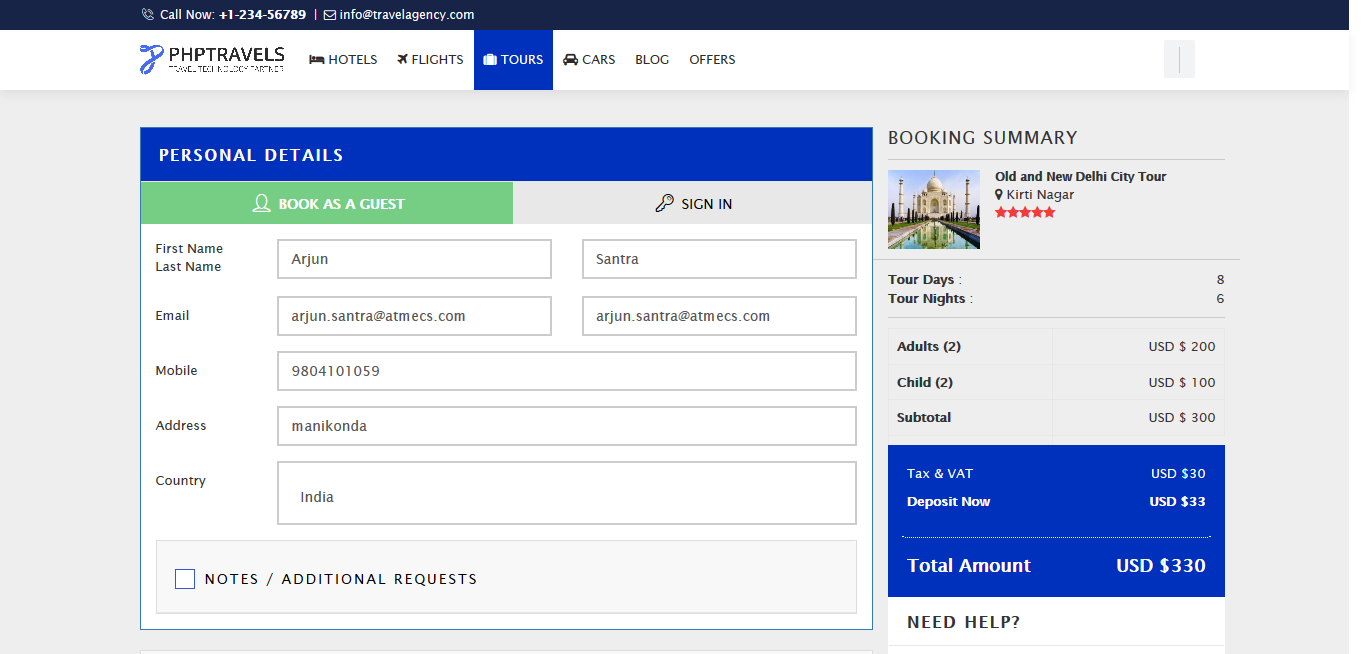 Call Now: +1-234-56789 | info@travelagency.com
PHPTRAVELS
TRAVEL TECHNOLOGY PARTNER
HOTELS FLIGHTS TOURS CARS BLOG OFFERS
PERSONAL DETAILS
BOOK AS A GUEST SIGN IN
First Name
Last Name
Arjun Santra
Email arjun.santra@atmecs.com arjun.santra@atmecs.com
Mobile 9804101059
Address manikonda
Country India
NOTES / ADDITIONAL REQUESTS
BOOKING SUMMARY
Old and New Delhi City Tour
Kirti Nagar
Tour Days : 8
Tour Nights : 6
Adults (2) USD $ 200
Child (2) USD $ 100
Subtotal USD $ 300
Tax & VAT USD $30
Deposit Now USD $33
Total Amount USD $330
NEED HELP?